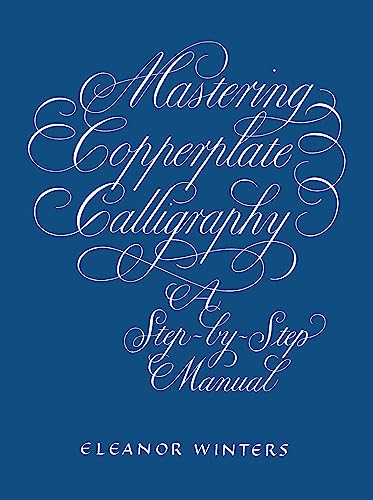 Mastering
Copperplate
Calligraphy
A
Step-by-Step
Manual
ELEANOR WINTERS